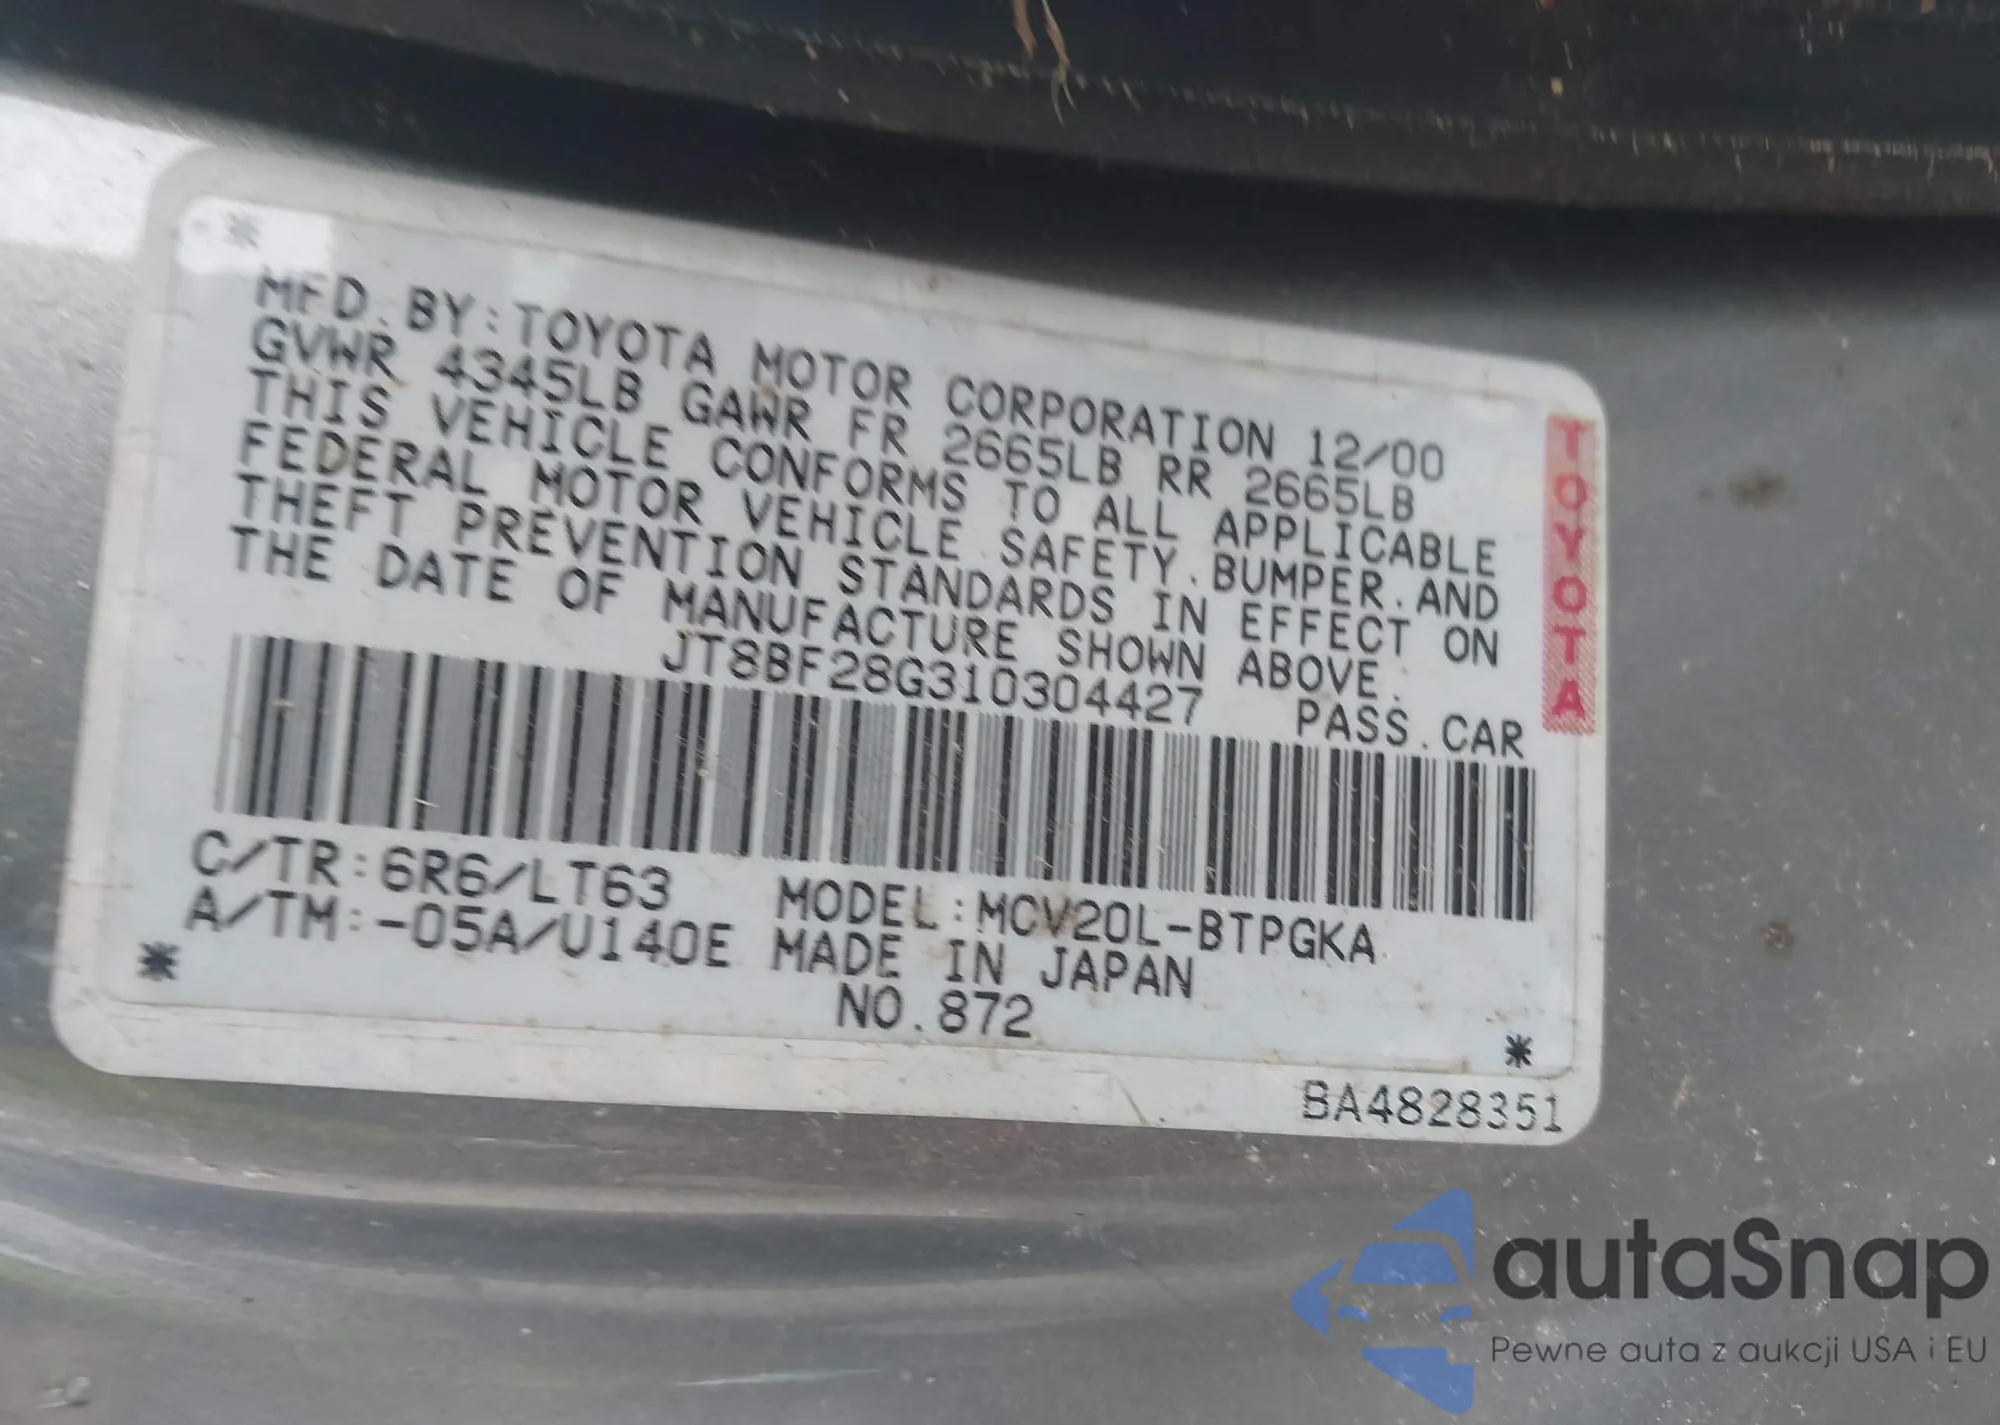 MFD. BY: TOYOTA MOTOR CORPORATION 12/00
GVWR 4345LB GAWR FR 2665LB RR 2665LB
THIS VEHICLE CONFORMS TO ALL APPLICABLE
FEDERAL MOTOR VEHICLE SAFETY.BUMPER.AND
THEFT PREVENTION STANDARDS IN EFFECT ON
THE DATE OF MANUFACTURE SHOWN ABOVE.
JT8BF28G310304427 PASS.CAR
TOYOTA
C/TR:6R6/LT63 MODEL:MCV20L-BTPGKA
A/TM:-05A/U140E MADE IN JAPAN
NO.872
BA4828351
autaSnap
Pewne auta z aukcji USA i EU